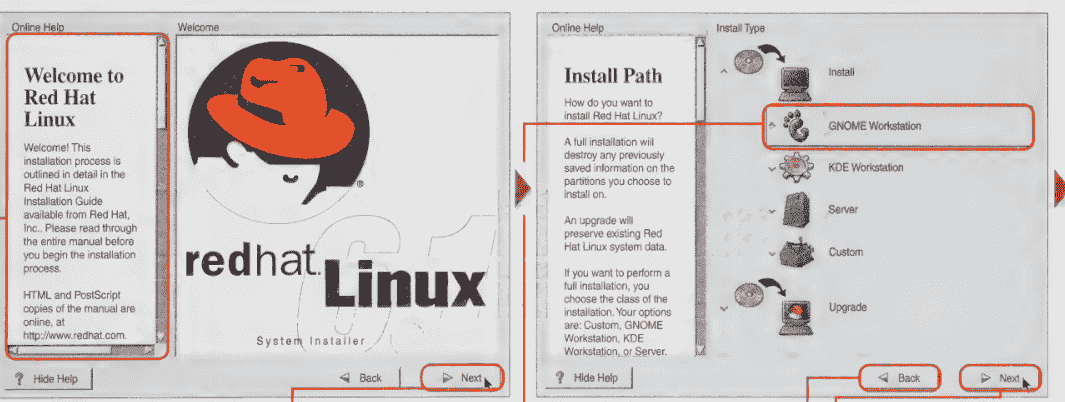 Online Help
Welcome
Welcome to
Red Hat
Linux
Welcome! This
installation process is
outlined in detail in the
Red Hat Linux
Installation Guide
available from Red Hat,
Inc.. Please read through
the entire manual before
you begin the installation
process.
HTML and PostScript
copies of the manual are
online, at
http://www.redhat.com.
redhat.
Linux
6.1
System Installer
®
? Hide Help
Back
Next
Online Help
Install Type
Install Path
How do you want to
install Red Hat Linux?
A full installation will
destroy any previously
saved information on the
partitions you choose to
install on.
An upgrade will
preserve existing Red
Hat Linux system data.
If you want to perform a
full installation, you
choose the class of the
installation. Your options
are: Custom, GNOME
Workstation, KDE
Workstation, or Server.
Install
GNOME Workstation
KDE Workstation
Server
Custom
Upgrade
? Hide Help
Back
Next